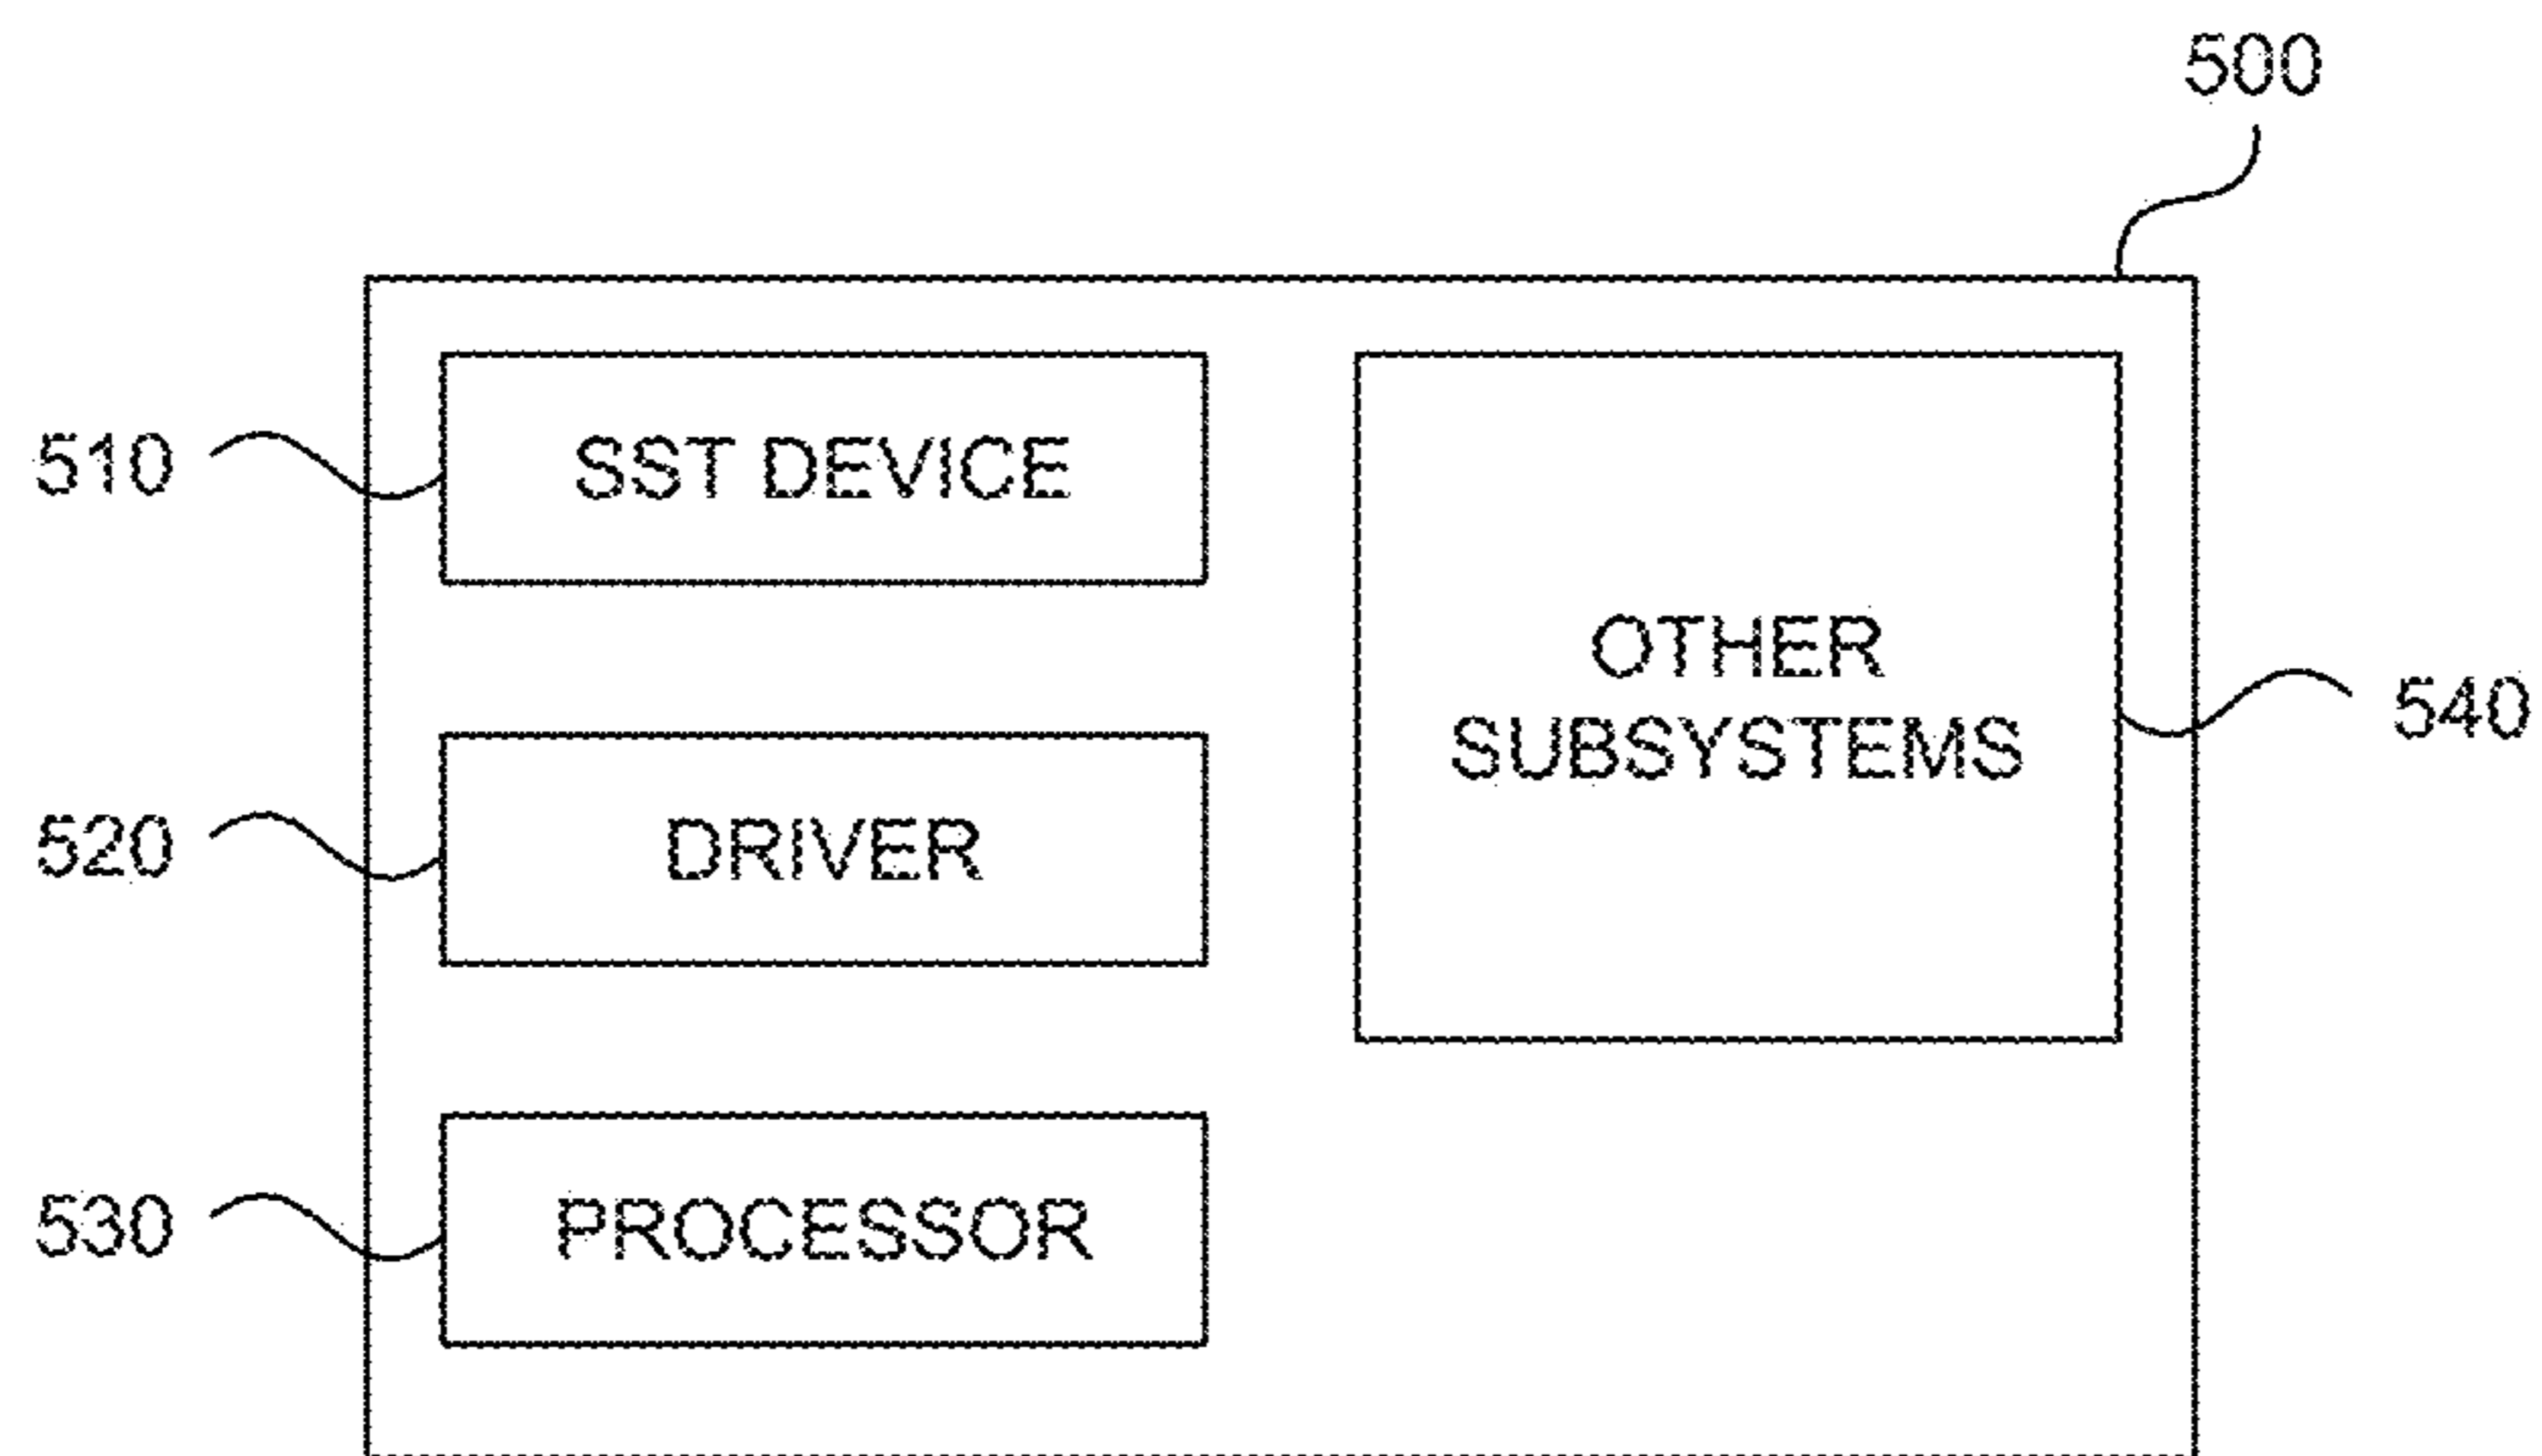 500
510
SST DEVICE
OTHER
SUBSYSTEMS
540
520
DRIVER
530
PROCESSOR